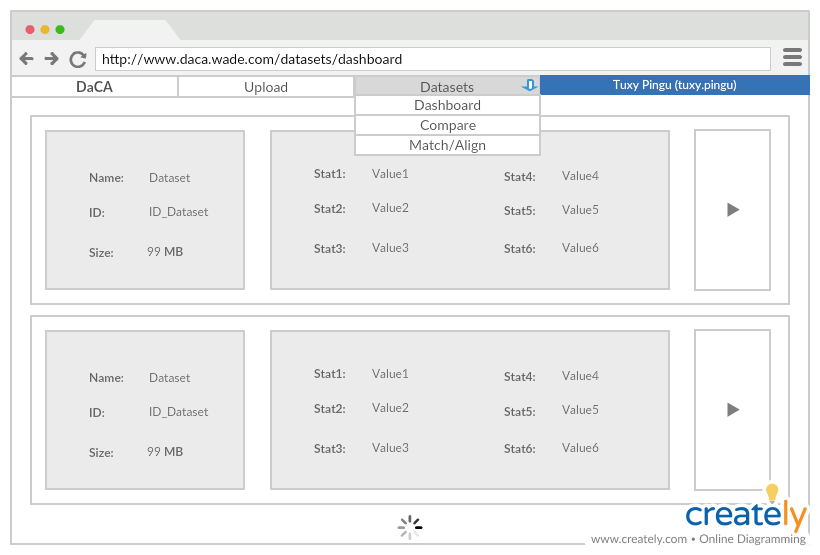 http://www.daca.wade.com/datasets/dashboard
DaCA Upload Datasets Tuxy Pingu (tuxy.pingu)
Dashboard
Compare
Match/Align
Name: Dataset
ID: ID_Dataset
Size: 99 MB
Stat1: Value1 Stat4: Value4
Stat2: Value2 Stat5: Value5
Stat3: Value3 Stat6: Value6
Name: Dataset
ID: ID_Dataset
Size: 99 MB
Stat1: Value1 Stat4: Value4
Stat2: Value2 Stat5: Value5
Stat3: Value3 Stat6: Value6
creately
www.creately.com • Online Diagramming